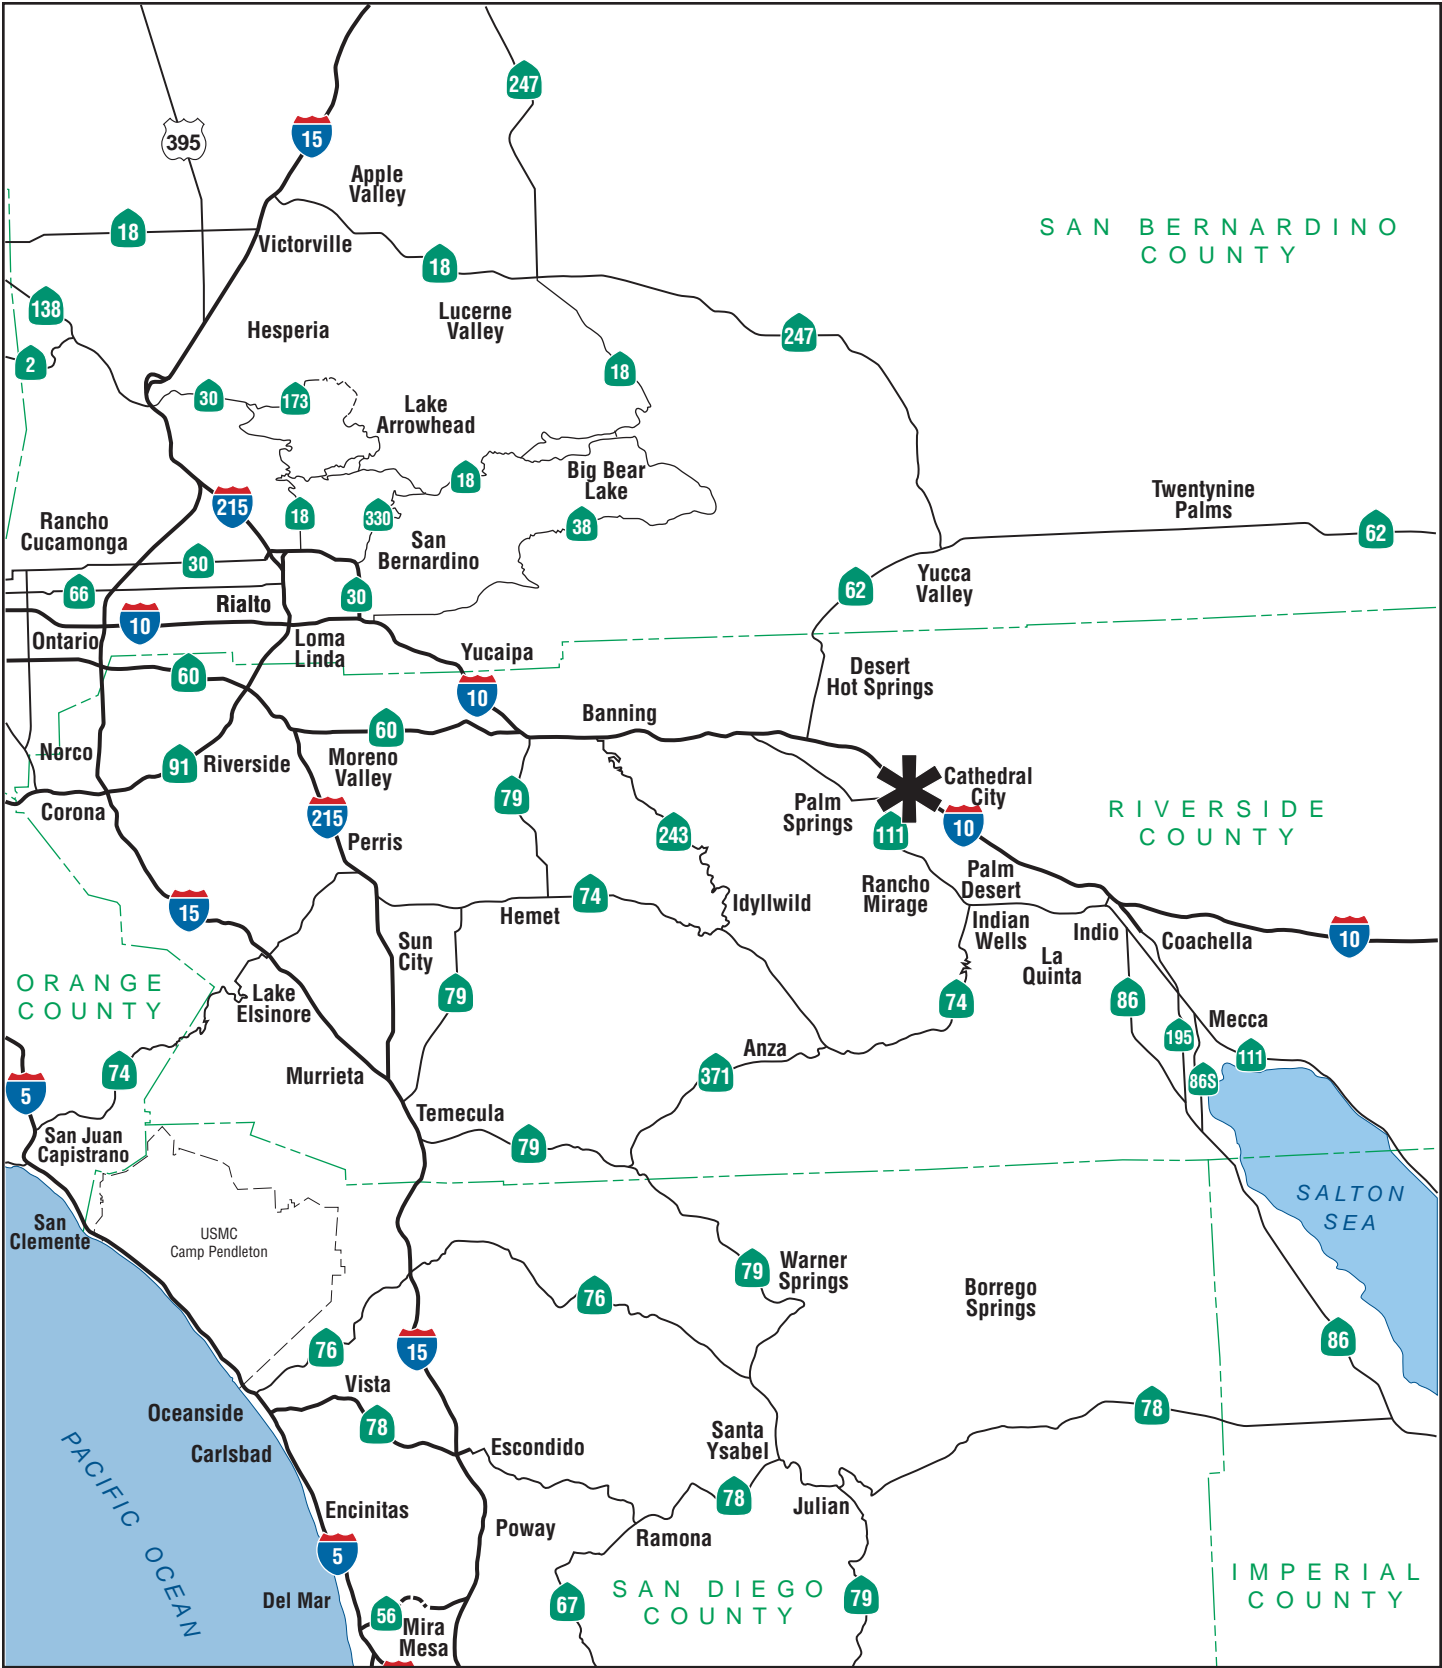 247
395
15
Apple
Valley
18
Victorville
18
SAN BERNARDINO
COUNTY
138
Lucerne
Valley
Hesperia
247
2
18
30
173
Lake
Arrowhead
18
Big Bear
Lake
215
18
330
38
Twentynine
Palms
62
Rancho
Cucamonga
San
Bernardino
30
66
Rialto
30
62
Yucca
Valley
10
Ontario
Loma
Linda
Yucaipa
60
10
Desert
Hot Springs
Banning
60
Norco
91
Riverside
Moreno
Valley
Cathedral
City
79
Palm
Springs
RIVERSIDE
COUNTY
Corona
215
Perris
243
111
10
15
74
Hemet
Idyllwild
Rancho
Mirage
Palm
Desert
Indian
Wells
Indio
Coachella
10
Sun
City
La
Quinta
ORANGE
COUNTY
Lake
Elsinore
79
74
86
195
Mecca
111
74
Murrieta
371
Anza
86S
5
Temecula
79
San Juan
Capistrano
SALTON
SEA
San
Clemente
USMC
Camp Pendleton
79
Warner
Springs
Borrego
Springs
76
76
15
86
Vista
78
Oceanside
78
Carlsbad
Escondido
Santa
Ysabel
78
Julian
PACIFIC OCEAN
Encinitas
Poway
Ramona
5
Del Mar
56
Mira
Mesa
67
SAN DIEGO
COUNTY
79
IMPERIAL
COUNTY